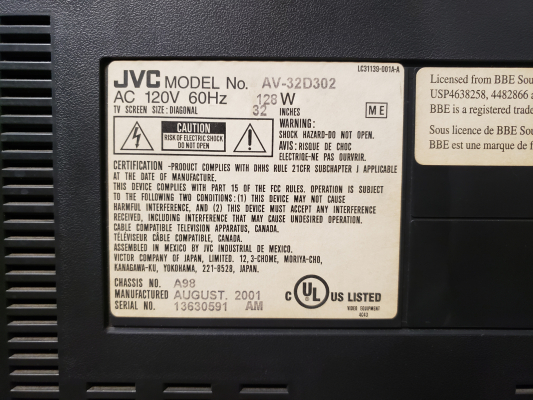 LC31139-001A-A
JVC MODEL No. AV-32D302
AC 120V 60Hz 128 W
TV SCREEN SIZE: DIAGONAL 32 INCHES
ME
CAUTION
RISK OF ELECTRIC SHOCK
DO NOT OPEN
WARNING:
SHOCK HAZARD-DO NOT OPEN.
AVIS: RISQUE DE CHOC
ELECTRIQE-NE PAS OUVRIR.
CERTIFICATION -PRODUCT COMPLIES WITH DHHS RULE 21CFR SUBCHAPTER J APPLICABLE
AT THE DATE OF MANUFACTURE.
THIS DEVICE COMPLIES WITH PART 15 OF THE FCC RULES. OPERATION IS SUBJECT
TO THE FOLLOWING TWO CONDITIONS: (1) THIS DEVICE MAY NOT CAUSE
HARMFUL INTERFERENCE, AND (2) THIS DEVICE MUST ACCEPT ANY INTERFERENCE
RECEIVED, INCLUDING INTERFERENCE THAT MAY CAUSE UNDESIRED OPERATION.
CABLE COMPATIBLE TELEVISION APPARATUS, CANADA.
TÉLÉVISEUR CÂBLE COMPATIBLE, CANADA.
ASSEMBLED IN MEXICO BY JVC INDUSTRIAL DE MEXICO.
VICTOR COMPANY OF JAPAN, LIMITED. 12, 3-CHOME, MORIYA-CHO,
KANAGAWA-KU, YOKOHAMA, 221-8528, JAPAN.
CHASSIS NO. A98
MANUFACTURED AUGUST, 2001
SERIAL NO. 13630591 AM
C UL US LISTED
VIDEO EQUIPMENT
4643
Licensed from BBE Sou
USP4638258, 4482866 a
BBE is a registered trade
Sous licence de BBE Sou
BBE est une marque de f